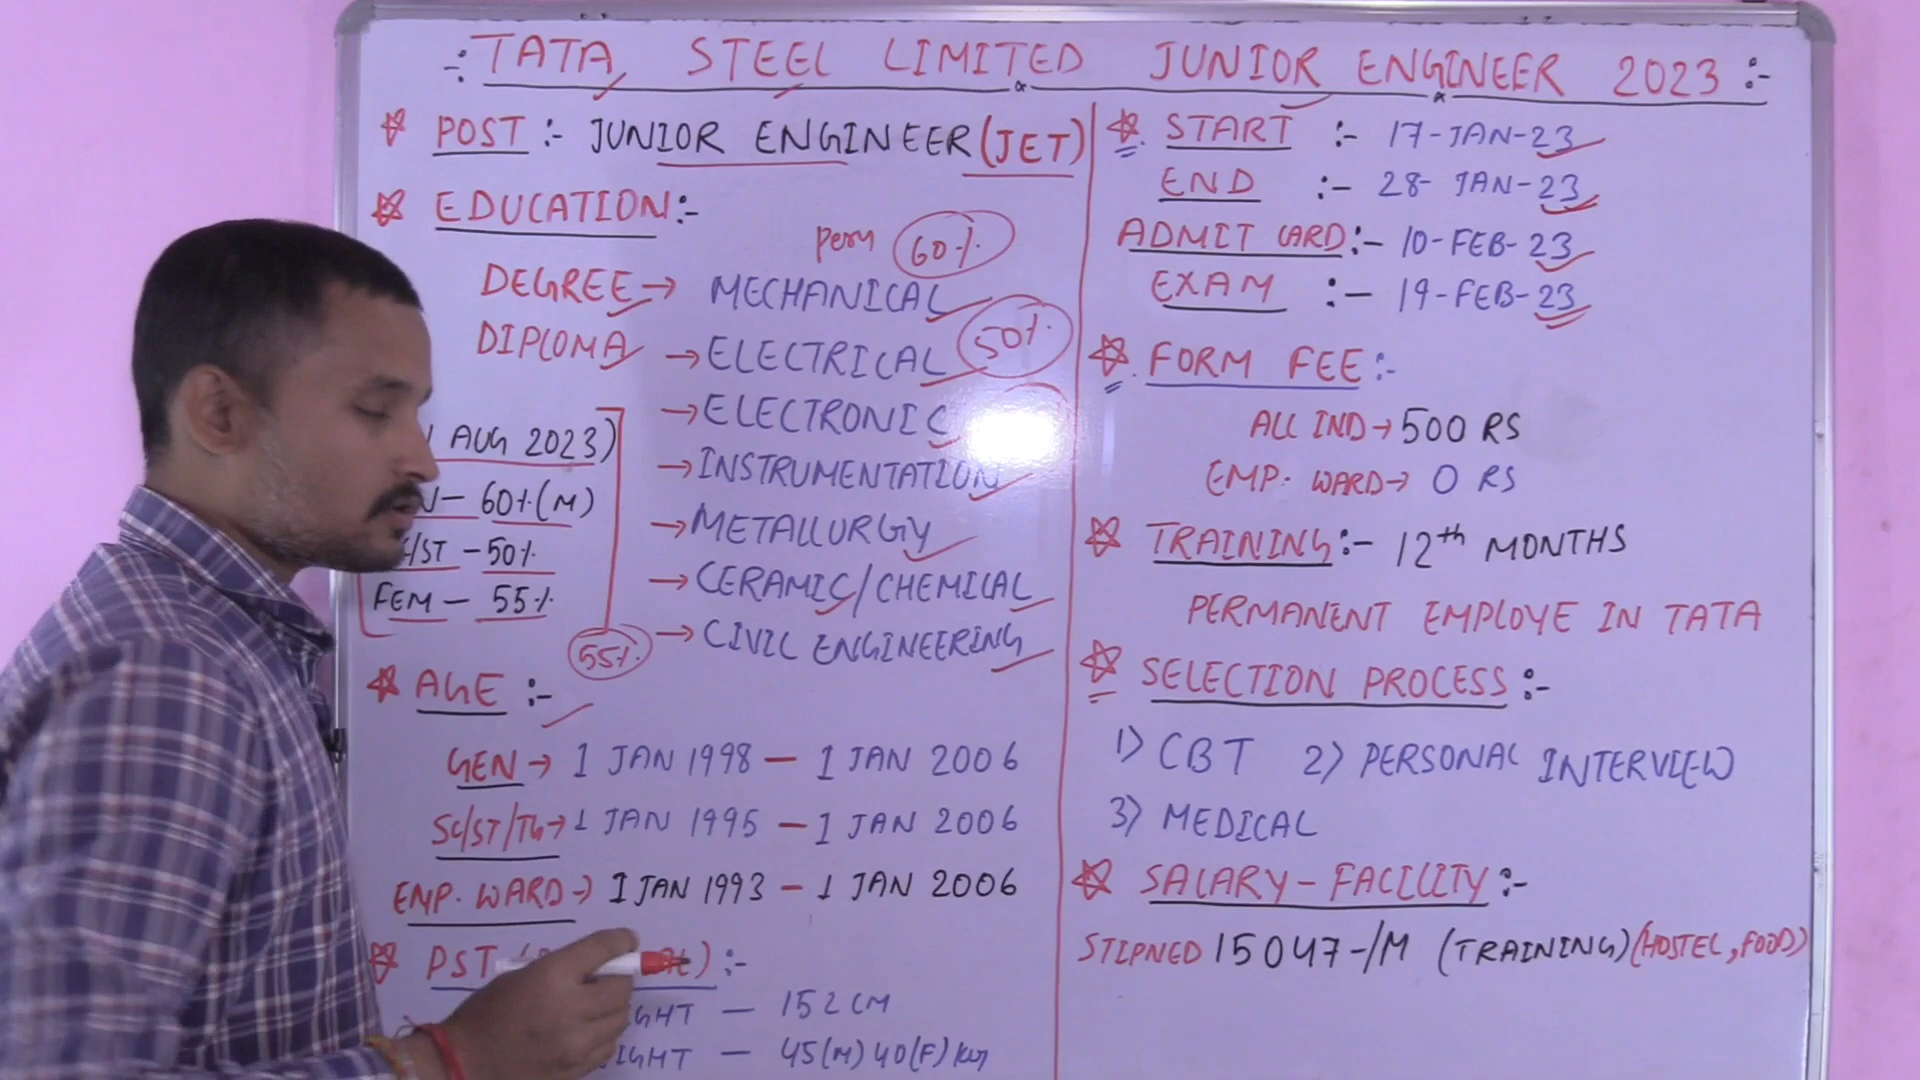 :- TATA STEEL LIMITED JUNIOR ENGINEER 2023 :-
POST :- JUNIOR ENGINEER (JET)
EDUCATION :-
60%
DEGREE → MECHANICAL
50%
DIPLOMA → ELECTRICAL
→ ELECTRONIC
AUG 2023)
→ INSTRUMENTATION
N - 60% (M)
→ METALLURGY
/ST - 50%
→ CERAMIC/CHEMICAL
FEM - 55%
→ CIVIL ENGINEERING
55%
AGE :-
GEN → 1 JAN 1998 - 1 JAN 2006
SC/ST/TG → 1 JAN 1995 - 1 JAN 2006
EMP. WARD → 1 JAN 1993 - 1 JAN 2006
PST :-
GHT - 152 CM
IGHT - 45(M) 40(F) kg
START :- 17-JAN-23
END :- 28-JAN-23
ADMIT CARD :- 10-FEB-23
EXAM :- 19-FEB-23
FORM FEE :-
ALL IND → 500 RS
EMP. WARD → 0 RS
TRAINING :- 12th MONTHS
PERMANENT EMPLOYE IN TATA
SELECTION PROCESS :-
1) CBT 2) PERSONAL INTERVIEW
3) MEDICAL
SALARY-FACILITY :-
STIPNED 15047-/M (TRAINING) (HOSTEL, FOOD)